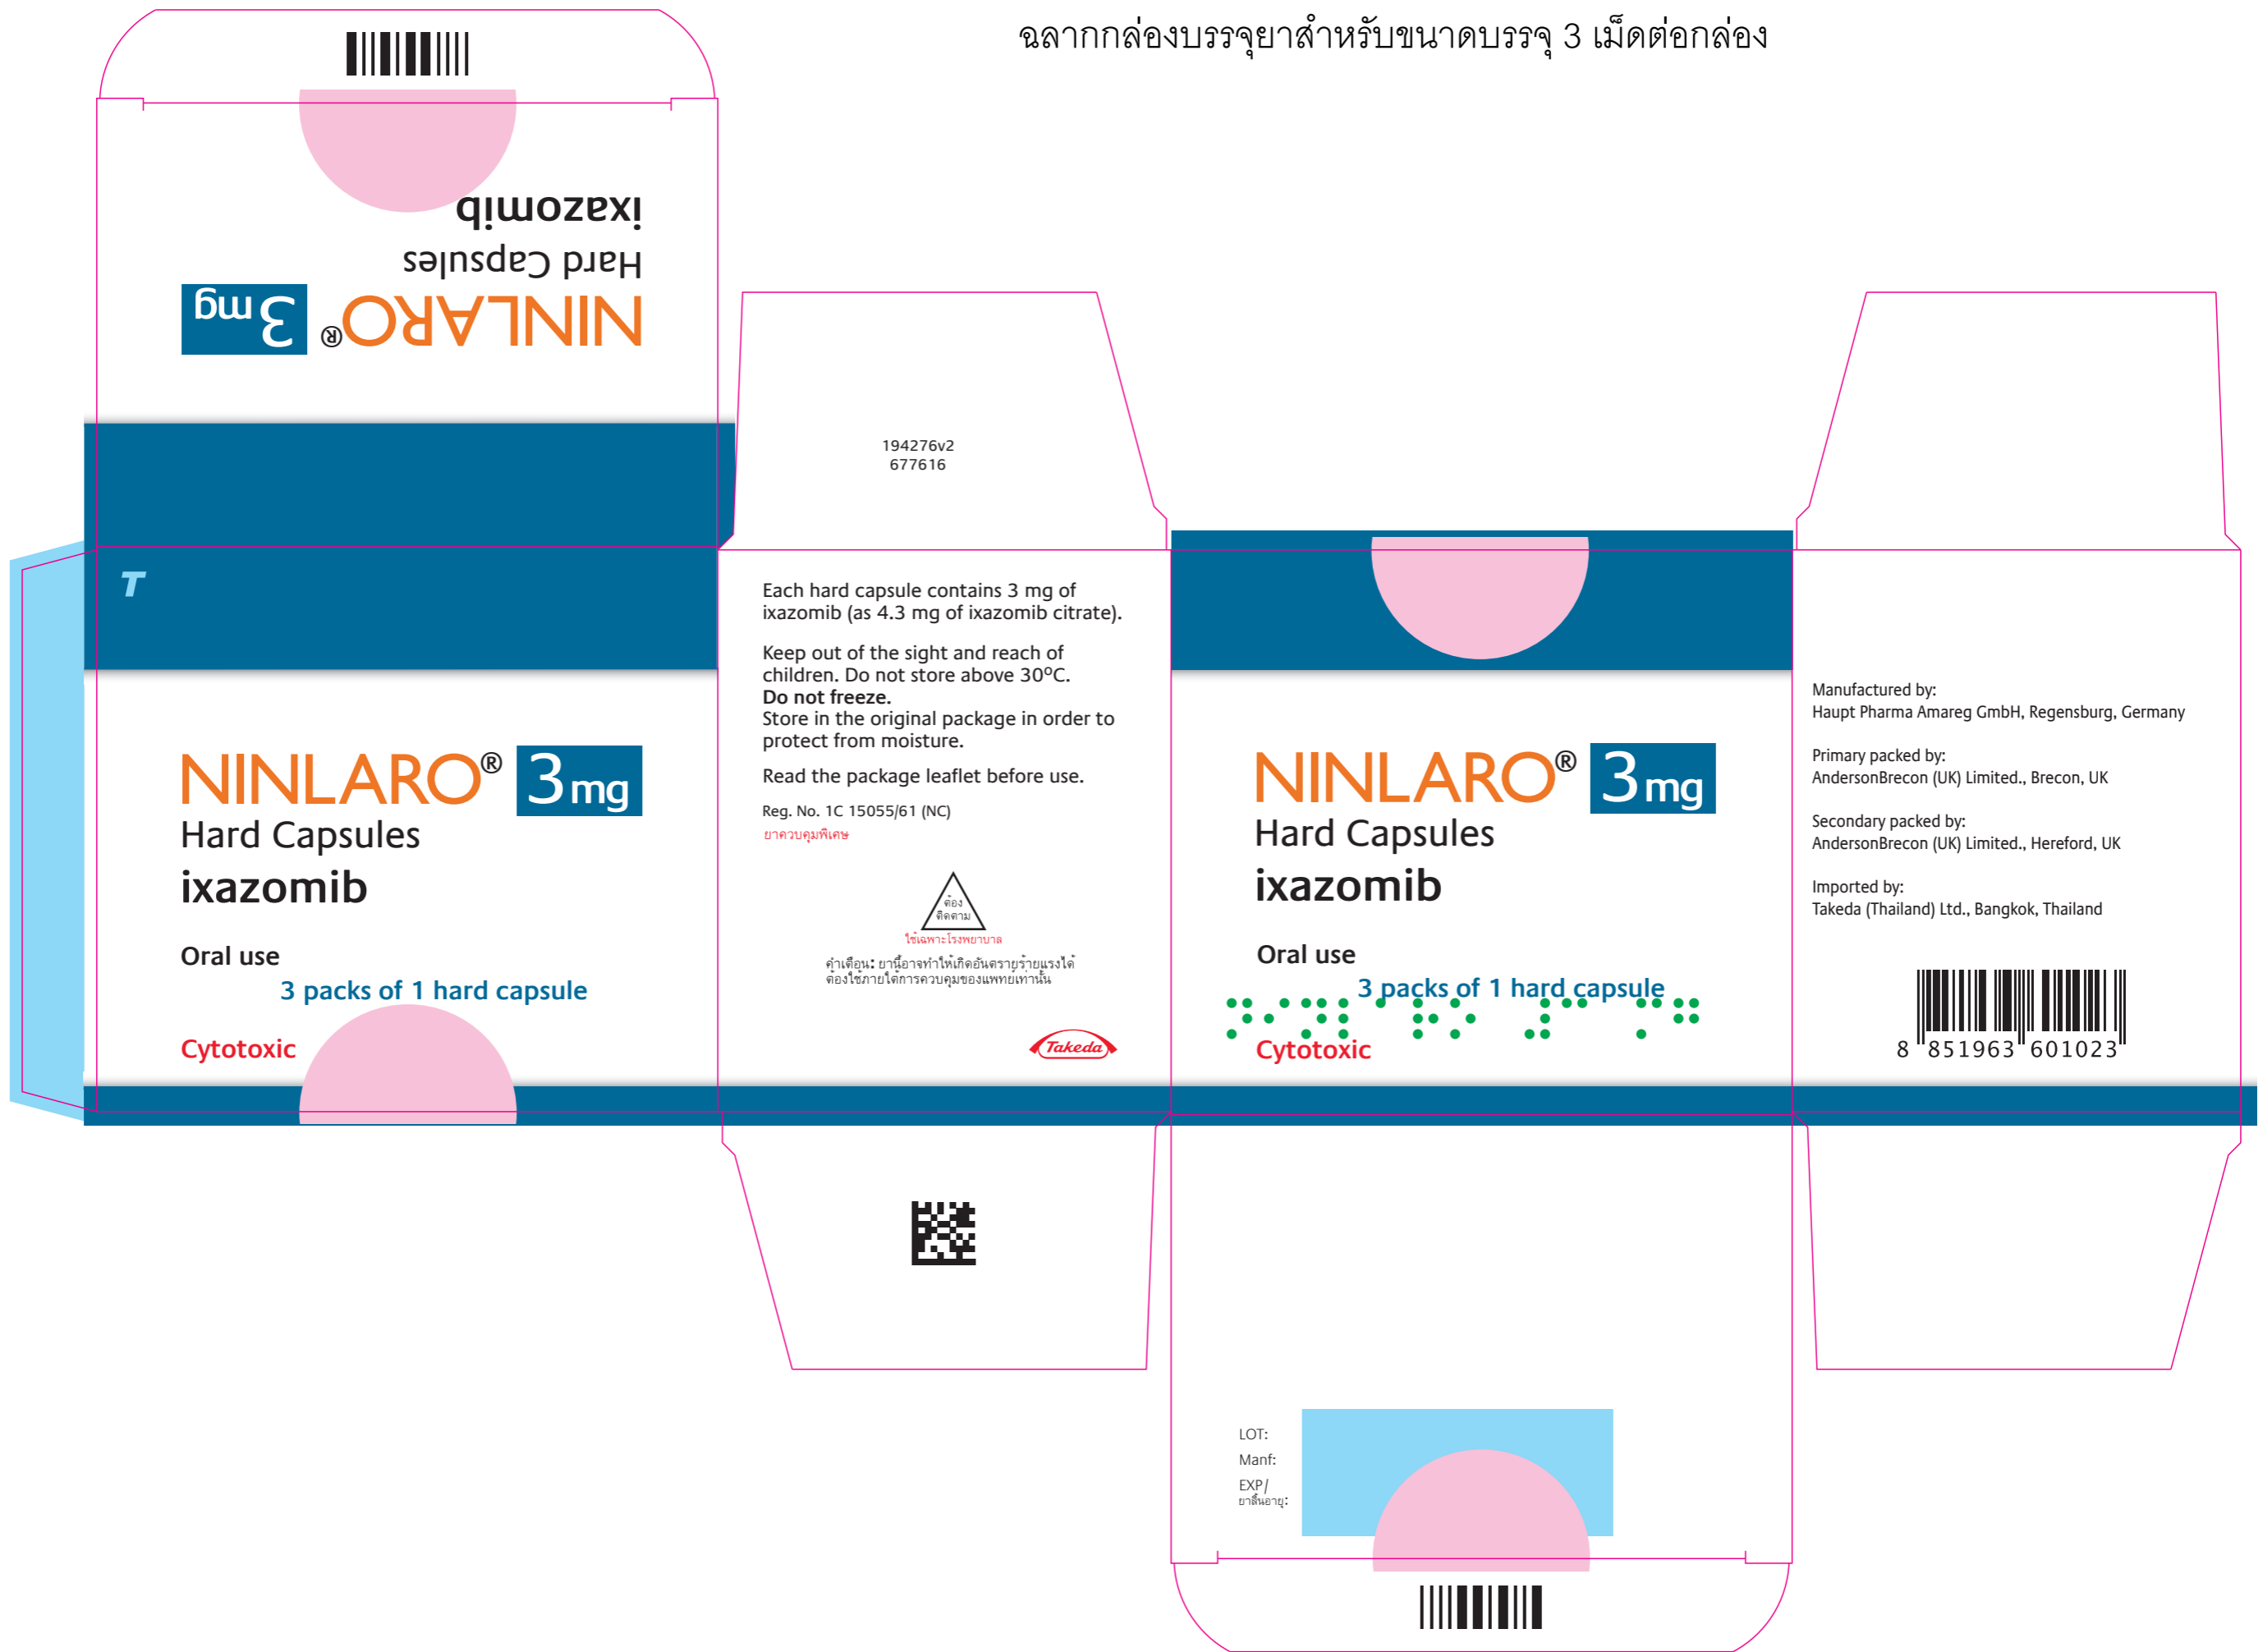 ฉลากกล่องบรรจุยาสำหรับขนาดบรรจุ 3 เม็ดต่อกล่อง
NINLARO® 3 mg
Hard Capsules
ixazomib
194276v2
677616
T
NINLARO® 3 mg
Hard Capsules
ixazomib
Oral use
3 packs of 1 hard capsule
Cytotoxic
Each hard capsule contains 3 mg of
ixazomib (as 4.3 mg of ixazomib citrate).
Keep out of the sight and reach of
children. Do not store above 30ºC.
Do not freeze.
Store in the original package in order to
protect from moisture.
Read the package leaflet before use.
Reg. No. 1C 15055/61 (NC)
ยาควบคุมพิเศษ
ต้อง
ติดตาม
ใช้เฉพาะโรงพยาบาล
คำเตือน: ยานี้อาจทำให้เกิดอันตรายร้ายแรงได้
ต้องใช้ภายใต้การควบคุมของแพทย์เท่านั้น
Takeda
NINLARO® 3 mg
Hard Capsules
ixazomib
Oral use
3 packs of 1 hard capsule
Cytotoxic
Manufactured by:
Haupt Pharma Amareg GmbH, Regensburg, Germany
Primary packed by:
AndersonBrecon (UK) Limited., Brecon, UK
Secondary packed by:
AndersonBrecon (UK) Limited., Hereford, UK
Imported by:
Takeda (Thailand) Ltd., Bangkok, Thailand
8 851963 601023
LOT:
Manf:
EXP/
ยาสิ้นอายุ: